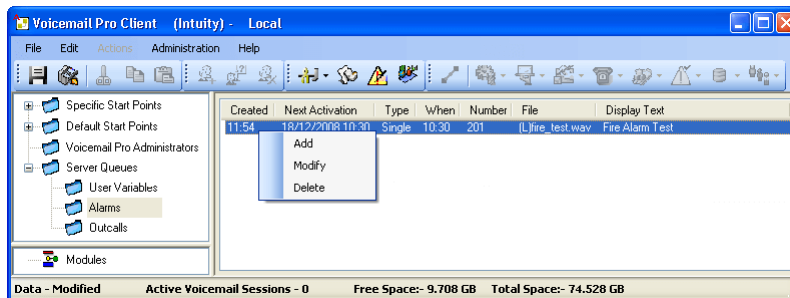 Voicemail Pro Client (Intuity) - Local
File Edit Actions Administration Help
Specific Start Points
Default Start Points
Voicemail Pro Administrators
Server Queues
User Variables
Alarms
Outcalls
Modules
Created Next Activation Type When Number File Display Text
11:54 18/12/2008 10:30 Single 10:30 201 (L)fire_test.wav Fire Alarm Test
Add
Modify
Delete
Data - Modified Active Voicemail Sessions - 0 Free Space:- 9.708 GB Total Space:- 74.528 GB